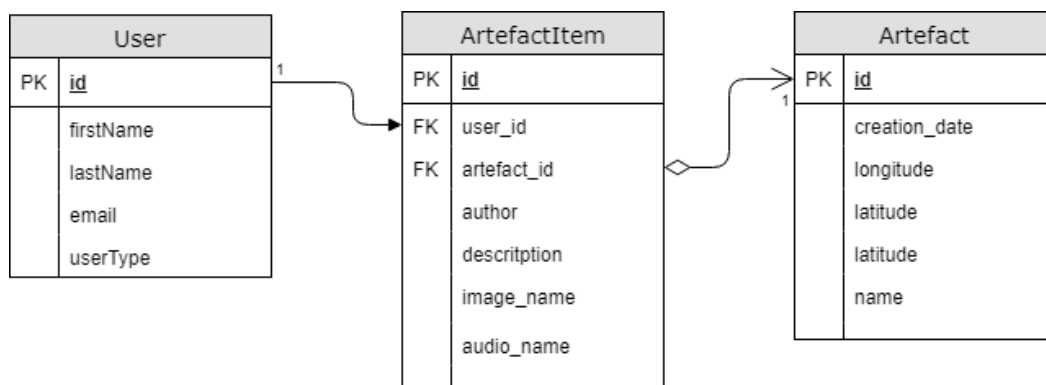 User
PK id
firstName
lastName
email
userType
1
ArtefactItem
PK id
FK user_id
FK artefact_id
author
descritption
image_name
audio_name
Artefact
1
PK id
creation_date
longitude
latitude
latitude
name